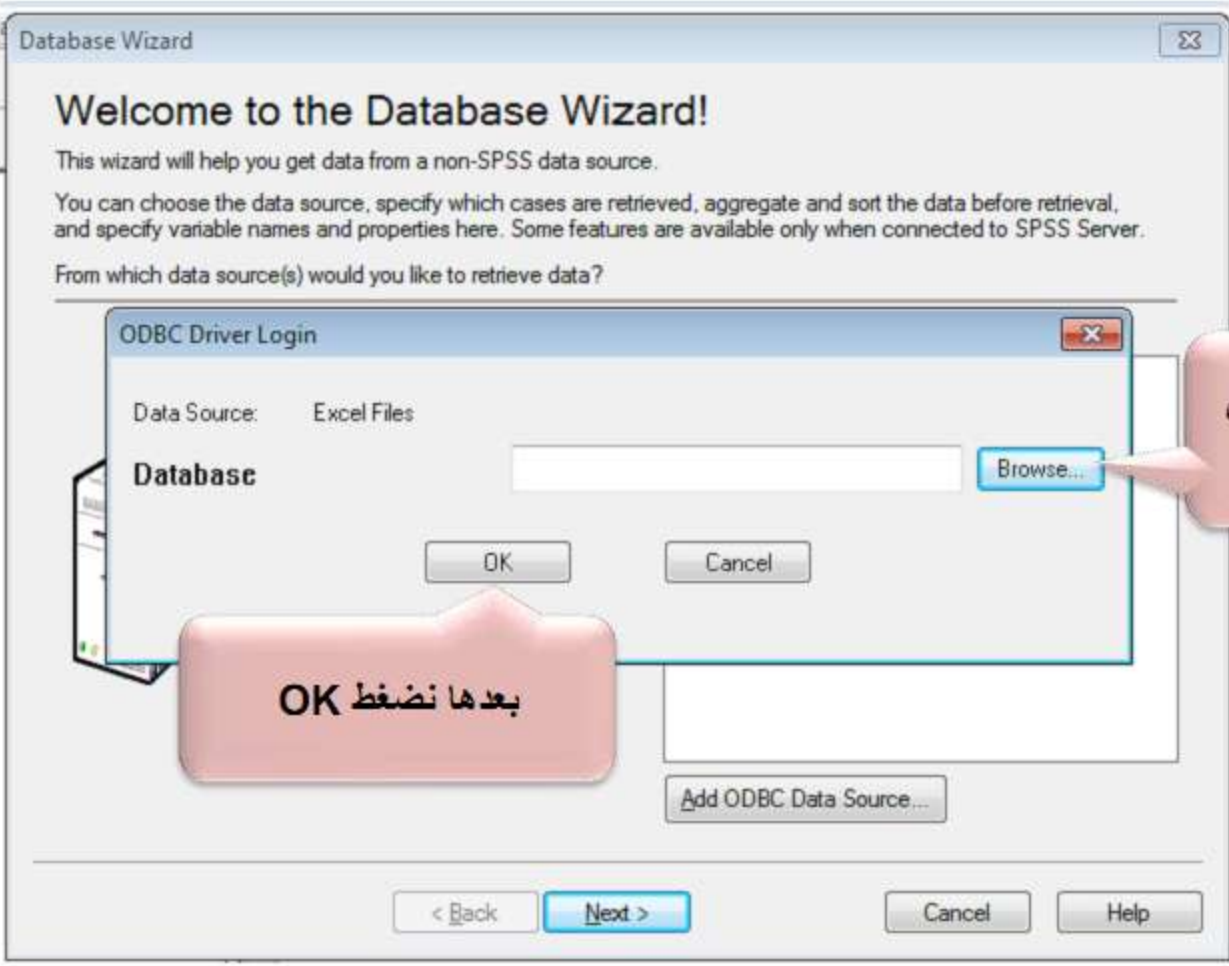 Database Wizard
Welcome to the Database Wizard!
This wizard will help you get data from a non-SPSS data source.
You can choose the data source, specify which cases are retrieved, aggregate and sort the data before retrieval,
and specify variable names and properties here. Some features are available only when connected to SPSS Server.
From which data source(s) would you like to retrieve data?
ODBC Driver Login
Data Source: Excel Files
Database
Browse...
OK
Cancel
بعدها نضغط OK
Add ODBC Data Source...
< Back
Next >
Cancel
Help